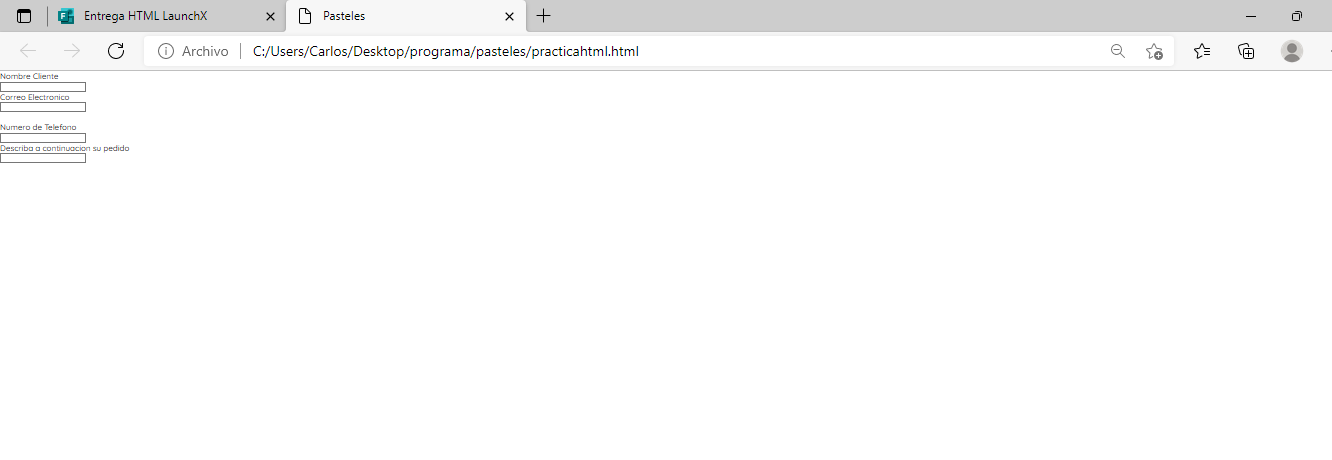 Entrega HTML LaunchX
Pasteles
Archivo
C:/Users/Carlos/Desktop/programa/pasteles/practicahtml.html
Nombre Cliente
Correo Electronico
Numero de Telefono
Describa a continuacion su pedido